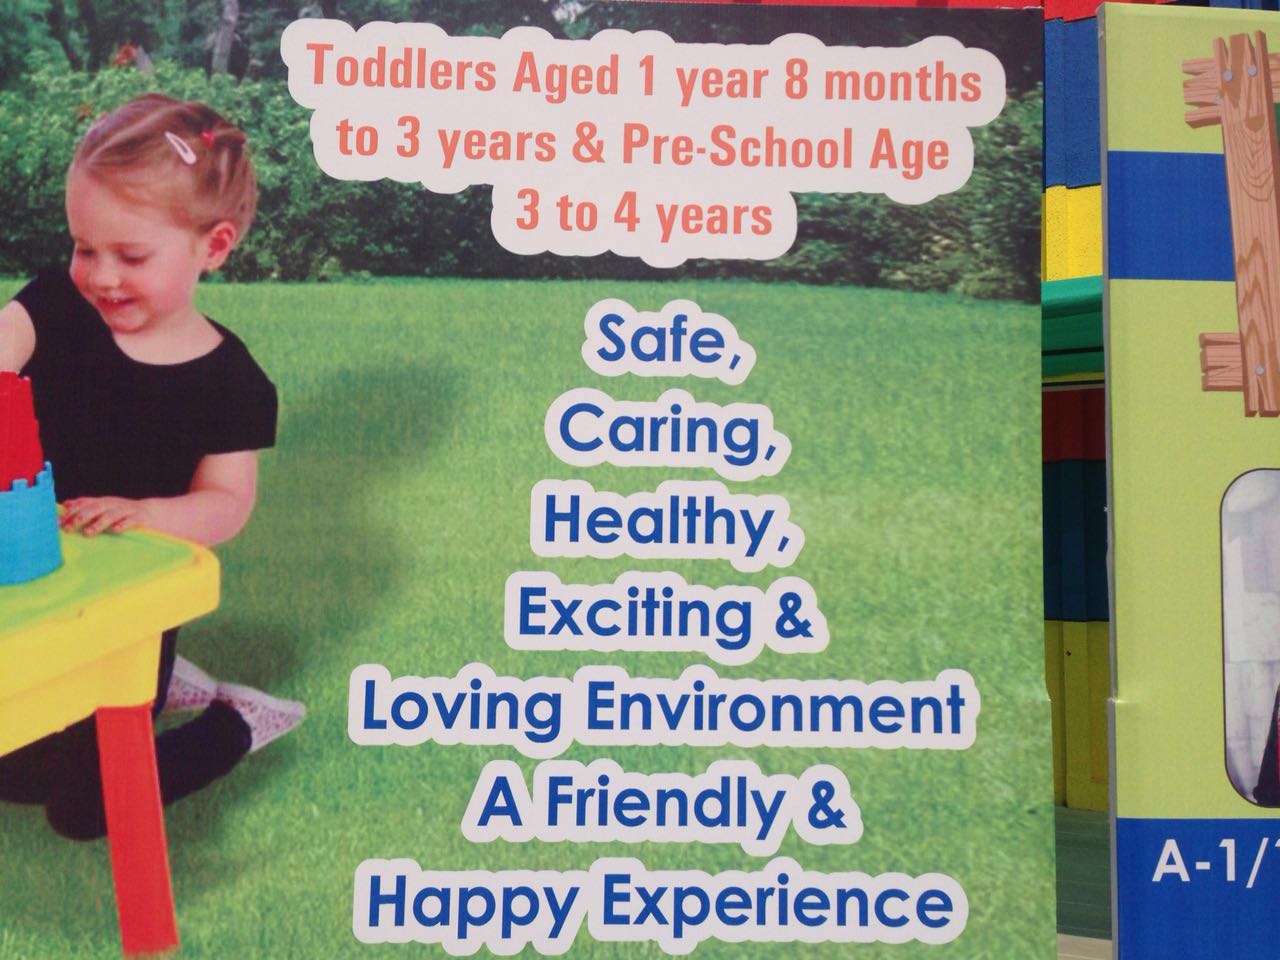 Toddlers Aged 1 year 8 months
to 3 years & Pre-School Age
3 to 4 years
Safe,
Caring,
Healthy,
Exciting &
Loving Environment
A Friendly &
Happy Experience
A-1/